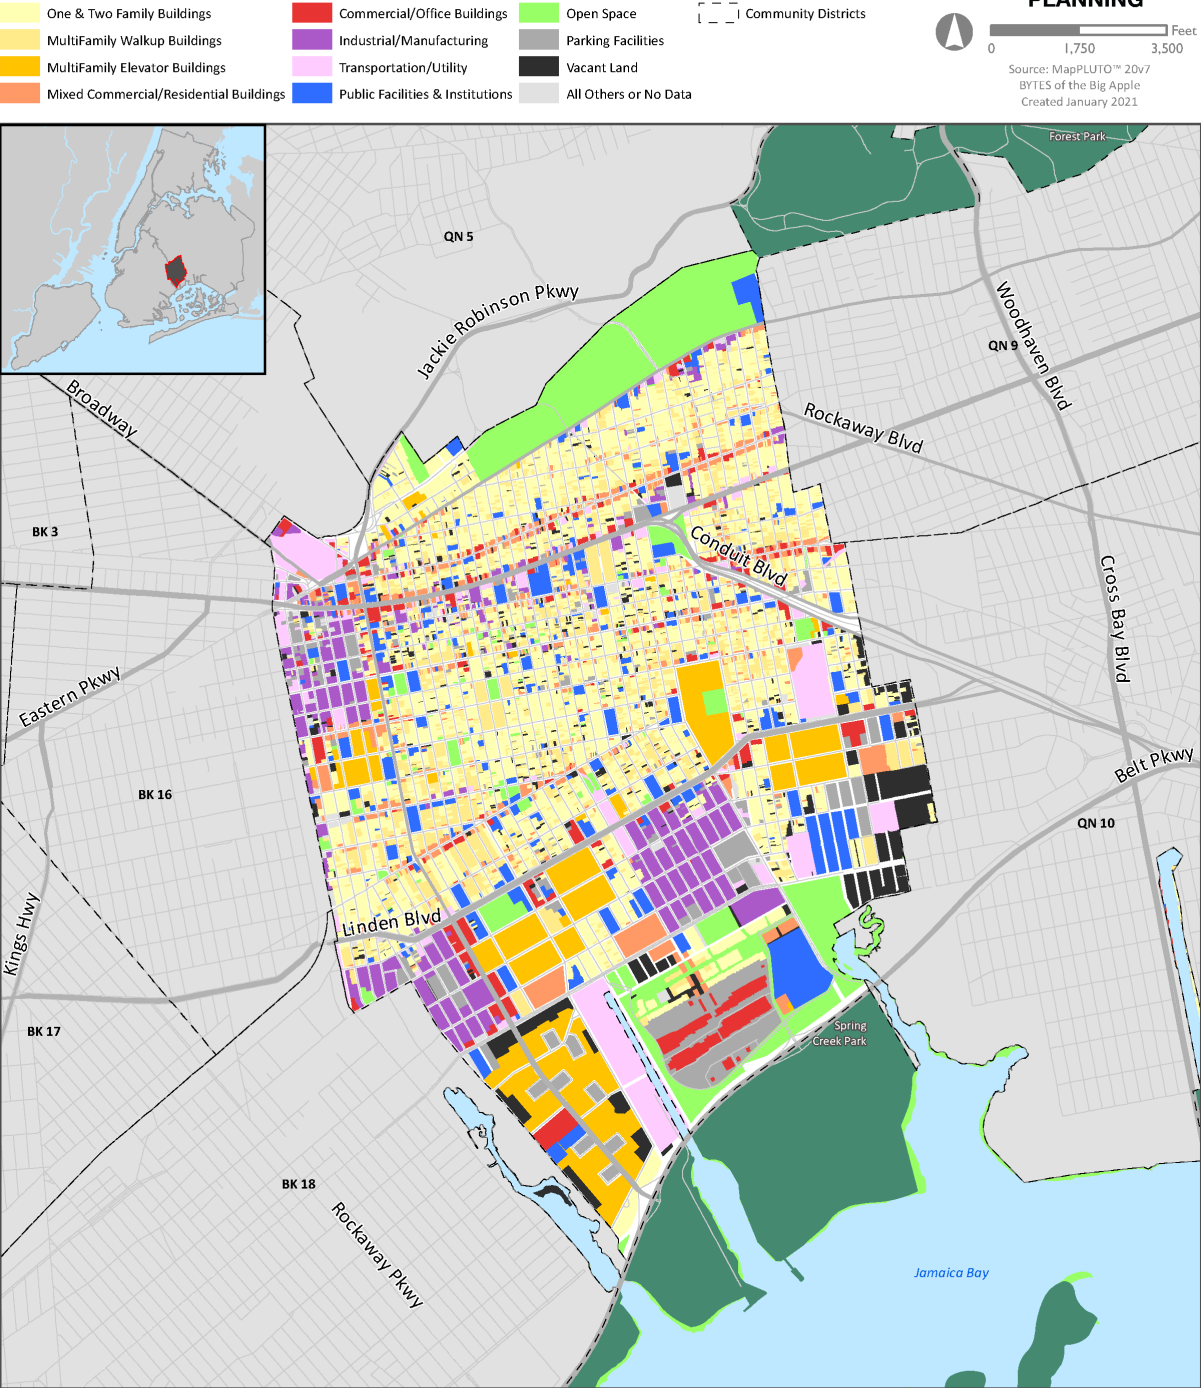 PLANNING
One & Two Family Buildings
MultiFamily Walkup Buildings
MultiFamily Elevator Buildings
Mixed Commercial/Residential Buildings
Commercial/Office Buildings
Industrial/Manufacturing
Transportation/Utility
Public Facilities & Institutions
Open Space
Parking Facilities
Vacant Land
All Others or No Data
Community Districts
Feet
0 1,750 3,500
Source: MapPLUTO™ 20v7
BYTES of the Big Apple
Created January 2021
Forest Park
QN 5
Jackie Robinson Pkwy
Woodhaven Blvd
QN 9
Broadway
Rockaway Blvd
BK 3
Conduit Blvd
Cross Bay Blvd
Eastern Pkwy
Belt Pkwy
BK 16
QN 10
Kings Hwy
Linden Blvd
BK 17
Spring
Creek Park
BK 18
Rockaway Pkwy
Jamaica Bay